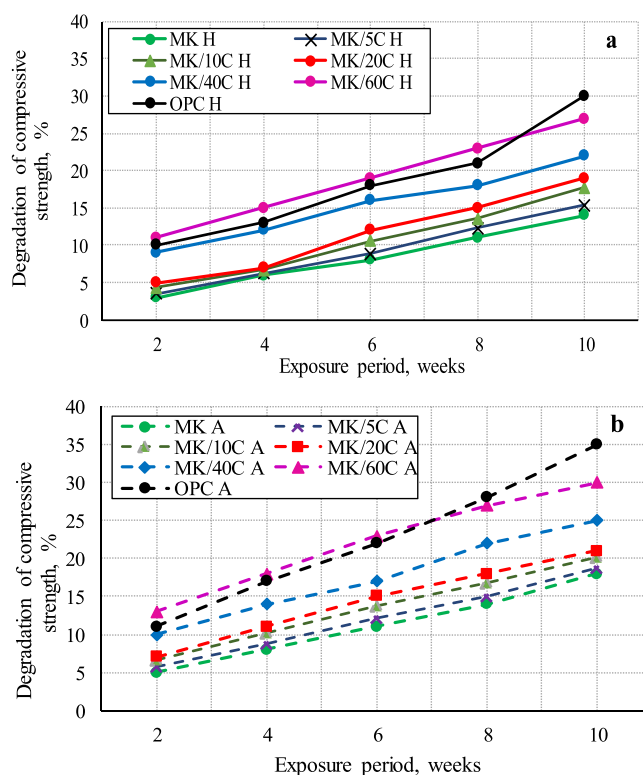 40
35
30
25
20
15
10
5
0
Degradation of compressive
strength, %
a
MK H
MK/5C H
MK/10C H
MK/20C H
MK/40C H
MK/60C H
OPC H
2 4 6 8 10
Exposure period, weeks
40
35
30
25
20
15
10
5
0
Degradation of compressive
strength, %
b
MK A
MK/5C A
MK/10C A
MK/20C A
MK/40C A
MK/60C A
OPC A
2 4 6 8 10
Exposure period, weeks